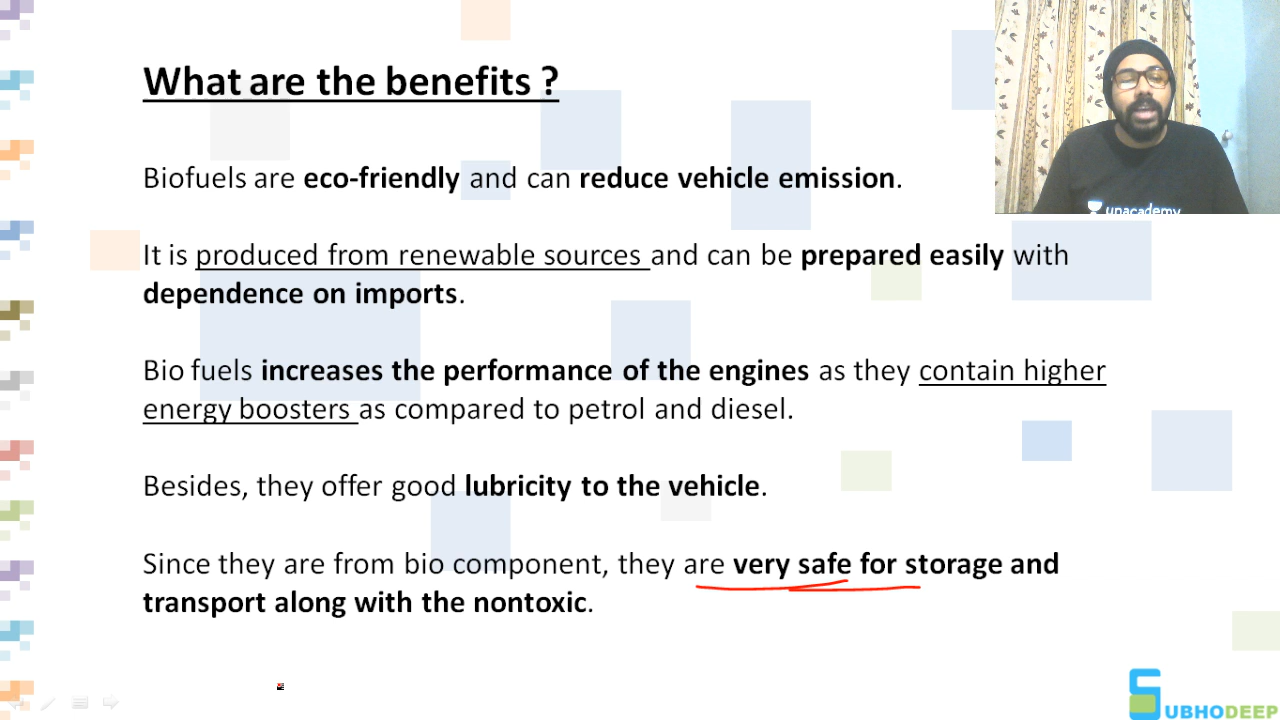 What are the benefits ?
Biofuels are eco-friendly and can reduce vehicle emission.
It is produced from renewable sources and can be prepared easily with
dependence on imports.
Bio fuels increases the performance of the engines as they contain higher
energy boosters as compared to petrol and diesel.
Besides, they offer good lubricity to the vehicle.
Since they are from bio component, they are very safe for storage and
transport along with the nontoxic.
unacademy
SUBHODEEP